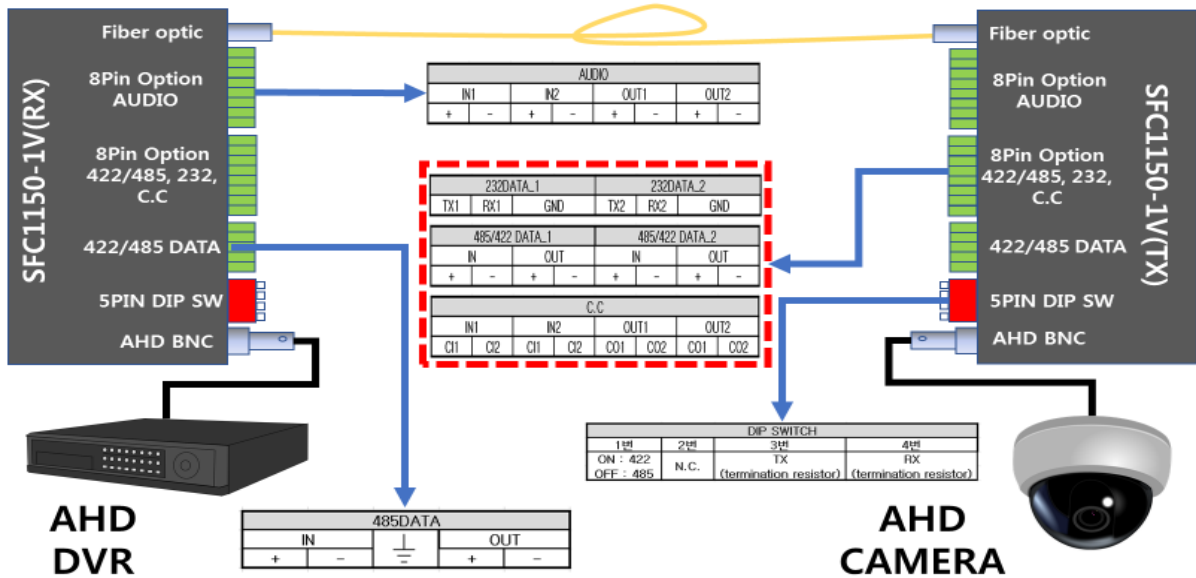 SFC1150-1V(RX)
Fiber optic
8Pin Option
AUDIO
8Pin Option
422/485, 232,
C.C
422/485 DATA
5PIN DIP SW
AHD BNC
AHD
DVR
AUDIO
IN1 IN2 OUT1 OUT2
+ - + - + - + -
232DATA_1 232DATA_2
TX1 RX1 GND TX2 RX2 GND
485/422 DATA_1 485/422 DATA_2
IN OUT IN OUT
+ - + - + - + -
C.C
IN1 IN2 OUT1 OUT2
CI1 CI2 CI1 CI2 CO1 CO2 CO1 CO2
485DATA
IN OUT
+ - + -
DIP SWITCH
1번 2번 3번 4번
ON : 422 N.C. TX RX
OFF : 485 (termination resistor) (termination resistor)
SFC1150-1V(TX)
Fiber optic
8Pin Option
AUDIO
8Pin Option
422/485, 232,
C.C
422/485 DATA
5PIN DIP SW
AHD BNC
AHD
CAMERA